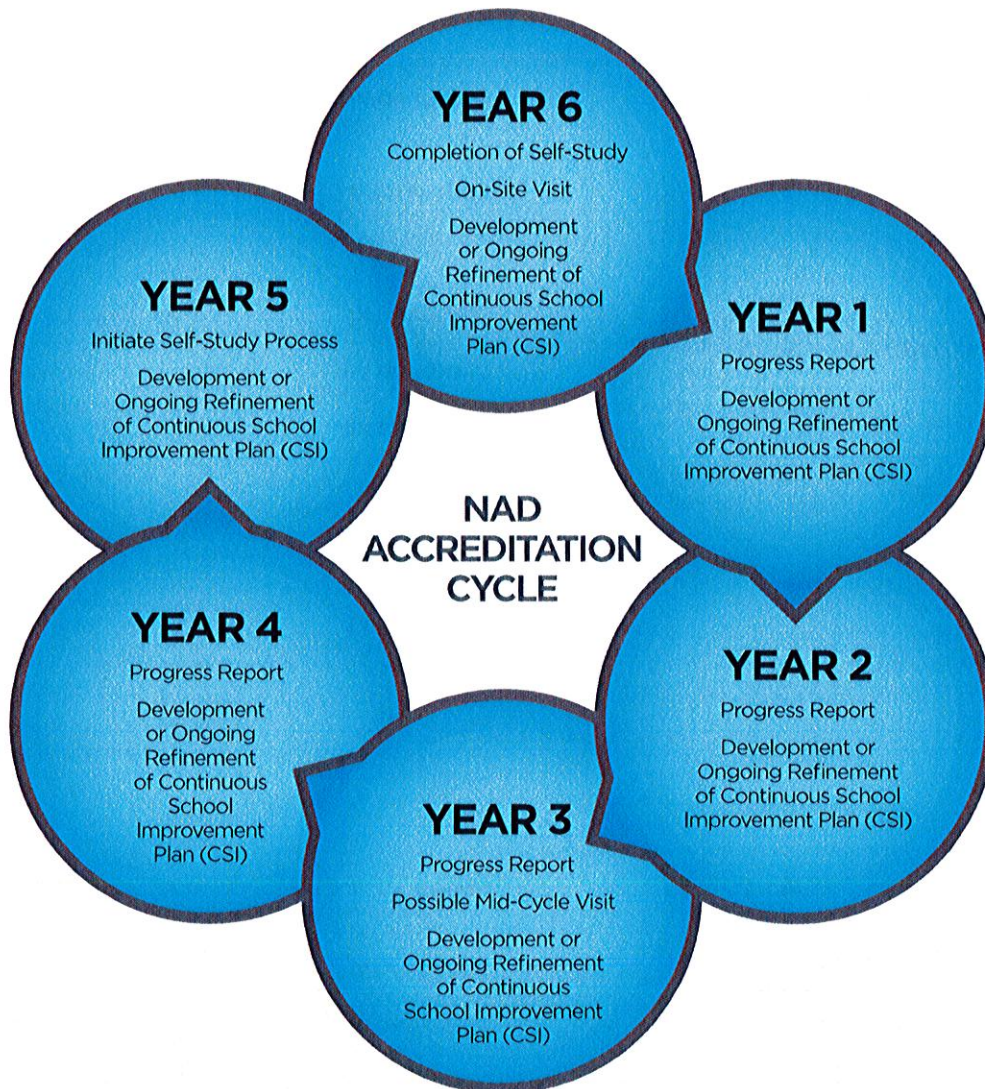 YEAR 6
Completion of Self-Study
On-Site Visit
Development
or Ongoing
Refinement of
Continuous School
Improvement
Plan (CSI)
YEAR 1
Progress Report
Development or
Ongoing Refinement
of Continuous School
Improvement Plan (CSI)
YEAR 2
Progress Report
Development or
Ongoing Refinement
of Continuous School
Improvement Plan (CSI)
YEAR 3
Progress Report
Possible Mid-Cycle Visit
Development or
Ongoing Refinement
of Continuous
School Improvement
Plan (CSI)
YEAR 4
Progress Report
Development
or Ongoing
Refinement
of Continuous
School
Improvement
Plan (CSI)
YEAR 5
Initiate Self-Study Process
Development or
Ongoing Refinement
of Continuous School
Improvement Plan (CSI)
NAD
ACCREDITATION
CYCLE